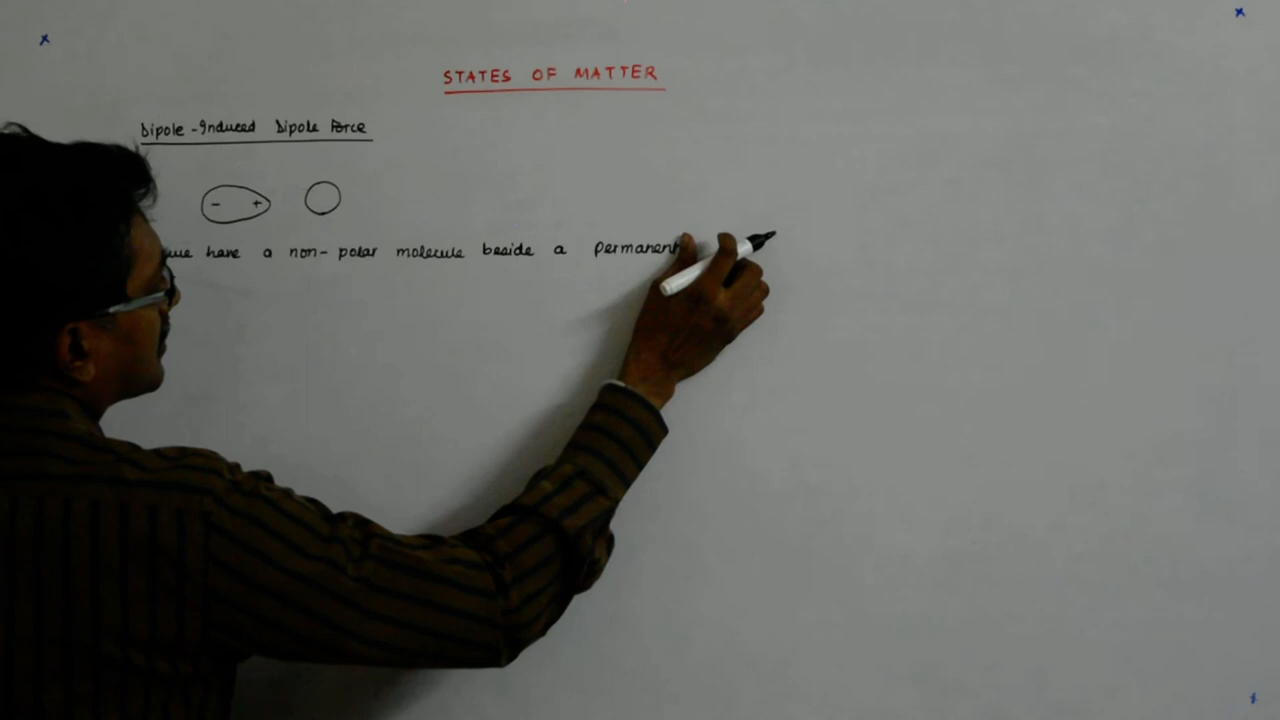 STATES OF MATTER
Dipole-Induced Dipole Force
- +
we have a non-polar molecule beside a permanent